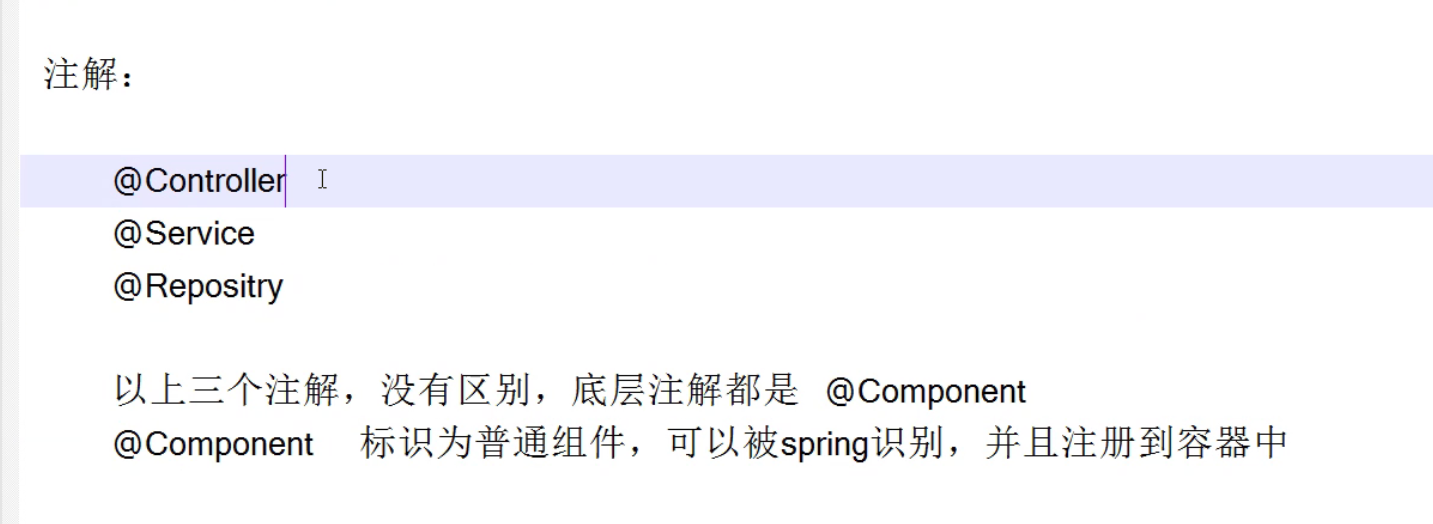 注解：
@Controller
@Service
@Repositry
以上三个注解，没有区别，底层注解都是 @Component
@Component 标识为普通组件，可以被spring识别，并且注册到容器中